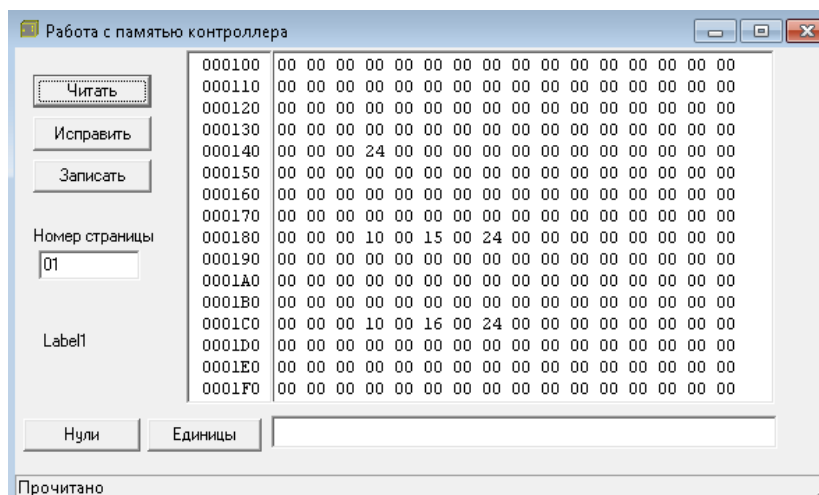 Работа с памятью контроллера
Читать
Исправить
Записать
Номер страницы
01
Label1
000100 00 00 00 00 00 00 00 00 00 00 00 00 00 00 00 00
000110 00 00 00 00 00 00 00 00 00 00 00 00 00 00 00 00
000120 00 00 00 00 00 00 00 00 00 00 00 00 00 00 00 00
000130 00 00 00 00 00 00 00 00 00 00 00 00 00 00 00 00
000140 00 00 00 24 00 00 00 00 00 00 00 00 00 00 00 00
000150 00 00 00 00 00 00 00 00 00 00 00 00 00 00 00 00
000160 00 00 00 00 00 00 00 00 00 00 00 00 00 00 00 00
000170 00 00 00 00 00 00 00 00 00 00 00 00 00 00 00 00
000180 00 00 00 10 00 15 00 24 00 00 00 00 00 00 00 00
000190 00 00 00 00 00 00 00 00 00 00 00 00 00 00 00 00
0001A0 00 00 00 00 00 00 00 00 00 00 00 00 00 00 00 00
0001B0 00 00 00 00 00 00 00 00 00 00 00 00 00 00 00 00
0001C0 00 00 00 10 00 16 00 24 00 00 00 00 00 00 00 00
0001D0 00 00 00 00 00 00 00 00 00 00 00 00 00 00 00 00
0001E0 00 00 00 00 00 00 00 00 00 00 00 00 00 00 00 00
0001F0 00 00 00 00 00 00 00 00 00 00 00 00 00 00 00 00
Нули
Единицы
Прочитано